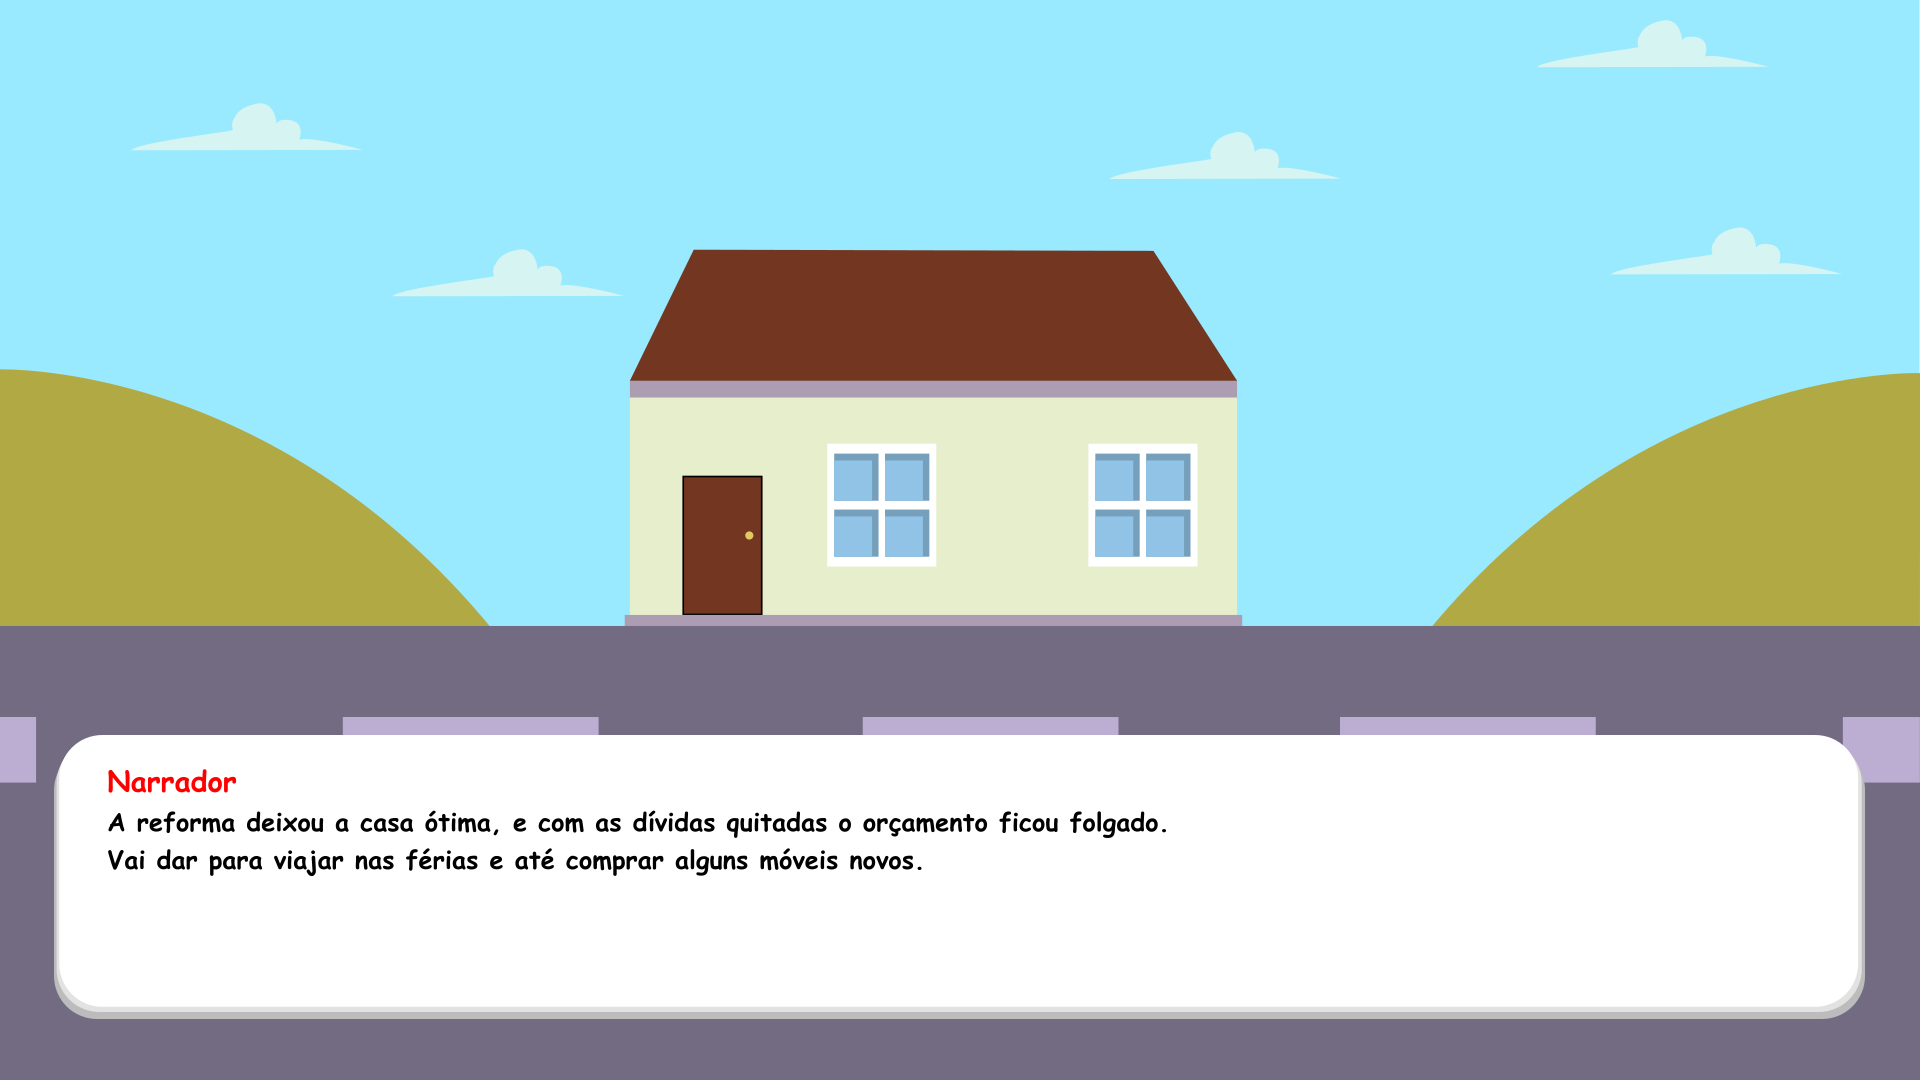 Narrador
A reforma deixou a casa ótima, e com as dívidas quitadas o orçamento ficou folgado.
Vai dar para viajar nas férias e até comprar alguns móveis novos.